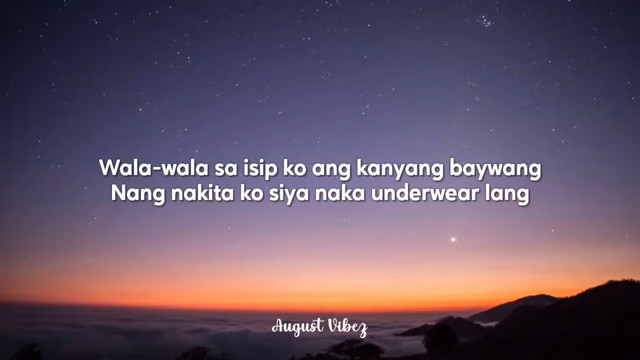 Wala-wala sa isip ko ang kanyang baywang
Nang nakita ko siya naka underwear lang
August Vibez